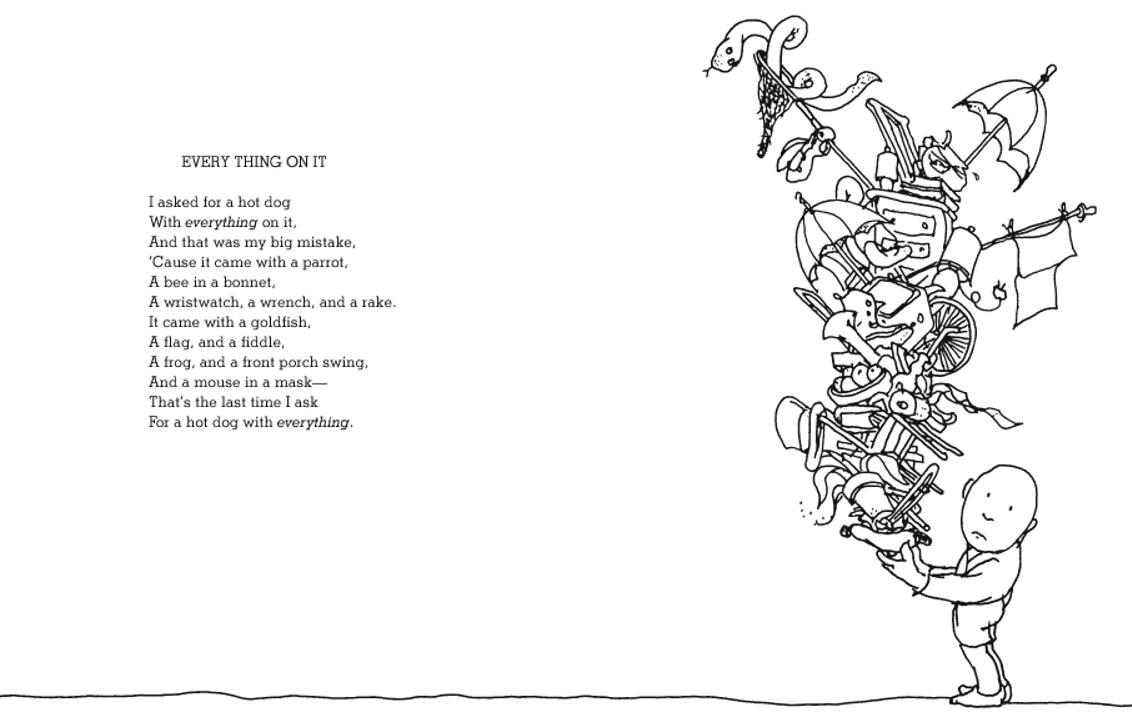 EVERY THING ON IT
I asked for a hot dog
With everything on it,
And that was my big mistake,
‘Cause it came with a parrot,
A bee in a bonnet,
A wristwatch, a wrench, and a rake.
It came with a goldfish,
A flag, and a fiddle,
A frog, and a front porch swing,
And a mouse in a mask—
That’s the last time I ask
For a hot dog with everything.